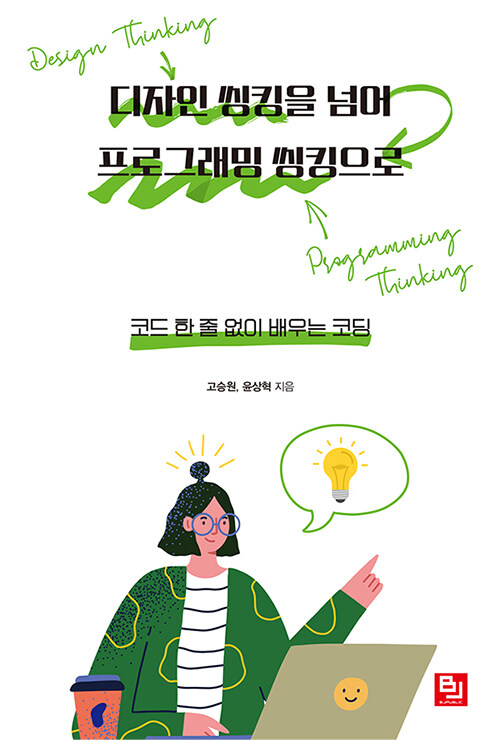 Design Thinking
디자인 씽킹을 넘어
프로그래밍 씽킹으로
Programming
Thinking
코드 한 줄 없이 배우는 코딩
고승원, 윤상혁 지음
BJ
BJPUBLIC